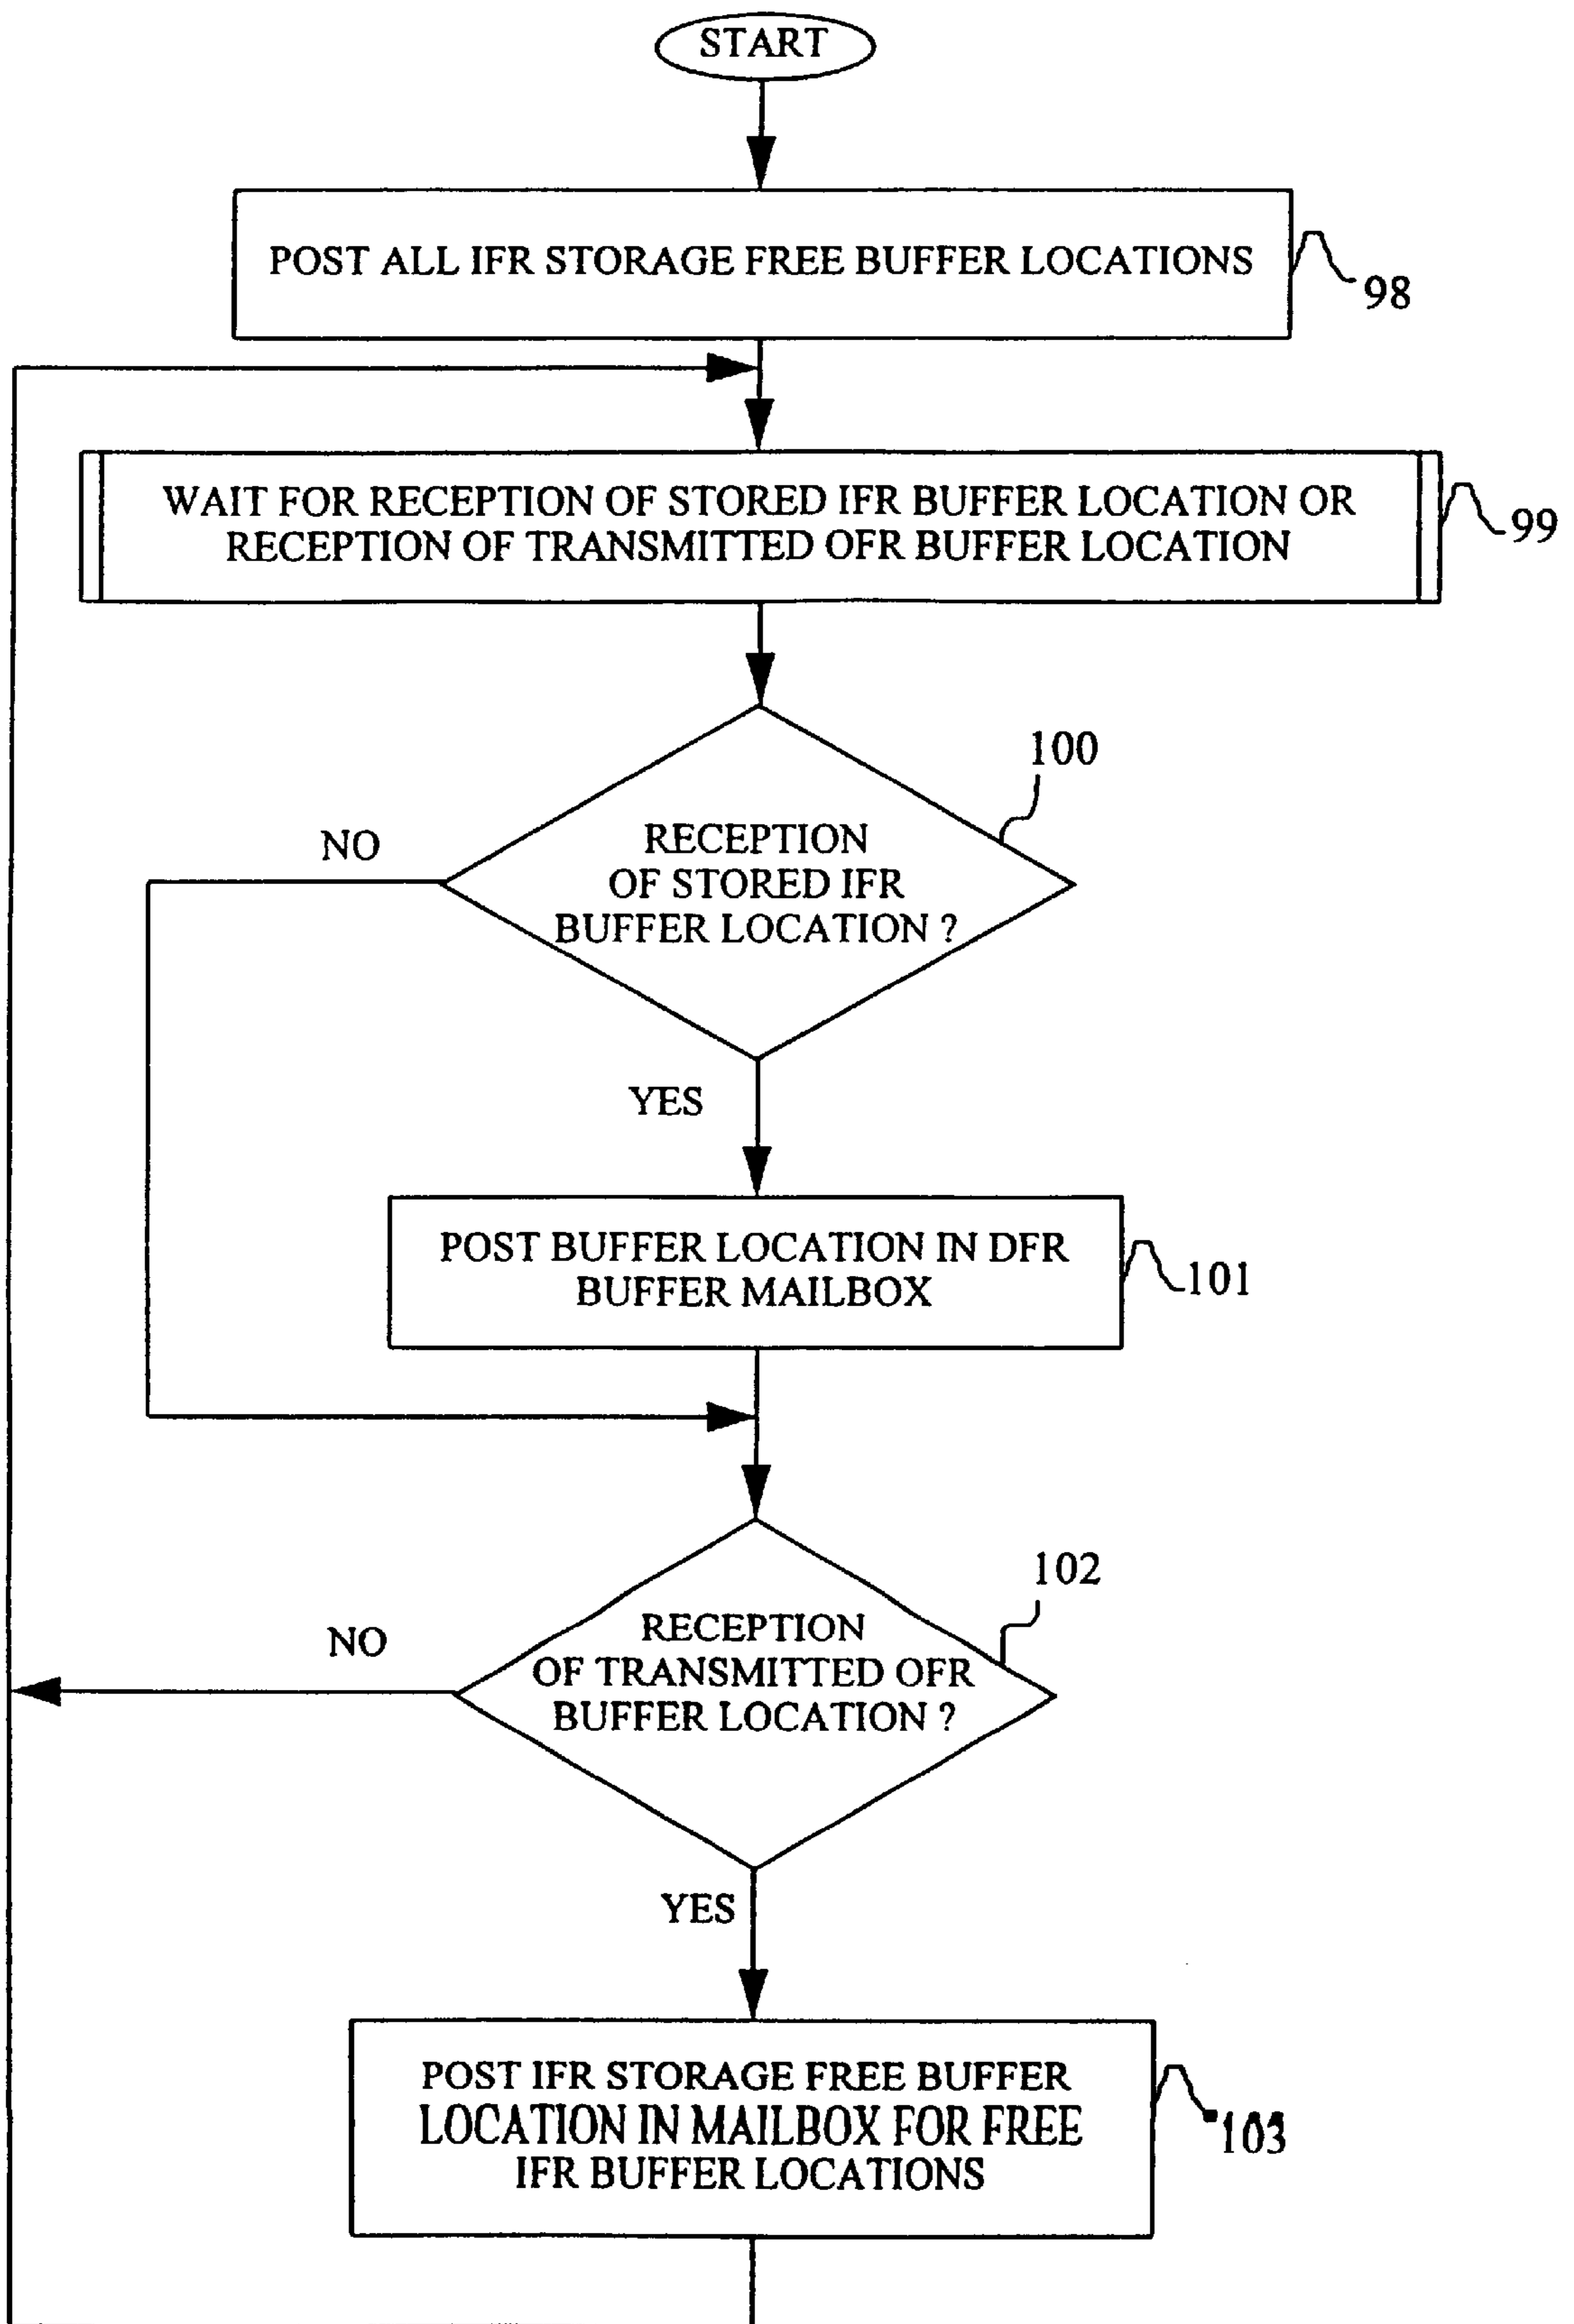 START
POST ALL IFR STORAGE FREE BUFFER LOCATIONS
98
WAIT FOR RECEPTION OF STORED IFR BUFFER LOCATION OR
RECEPTION OF TRANSMITTED OFR BUFFER LOCATION
99
100
RECEPTION
OF STORED IFR
BUFFER LOCATION ?
NO
YES
POST BUFFER LOCATION IN DFR
BUFFER MAILBOX
101
102
RECEPTION
OF TRANSMITTED OFR
BUFFER LOCATION ?
NO
YES
POST IFR STORAGE FREE BUFFER
LOCATION IN MAILBOX FOR FREE
IFR BUFFER LOCATIONS
103